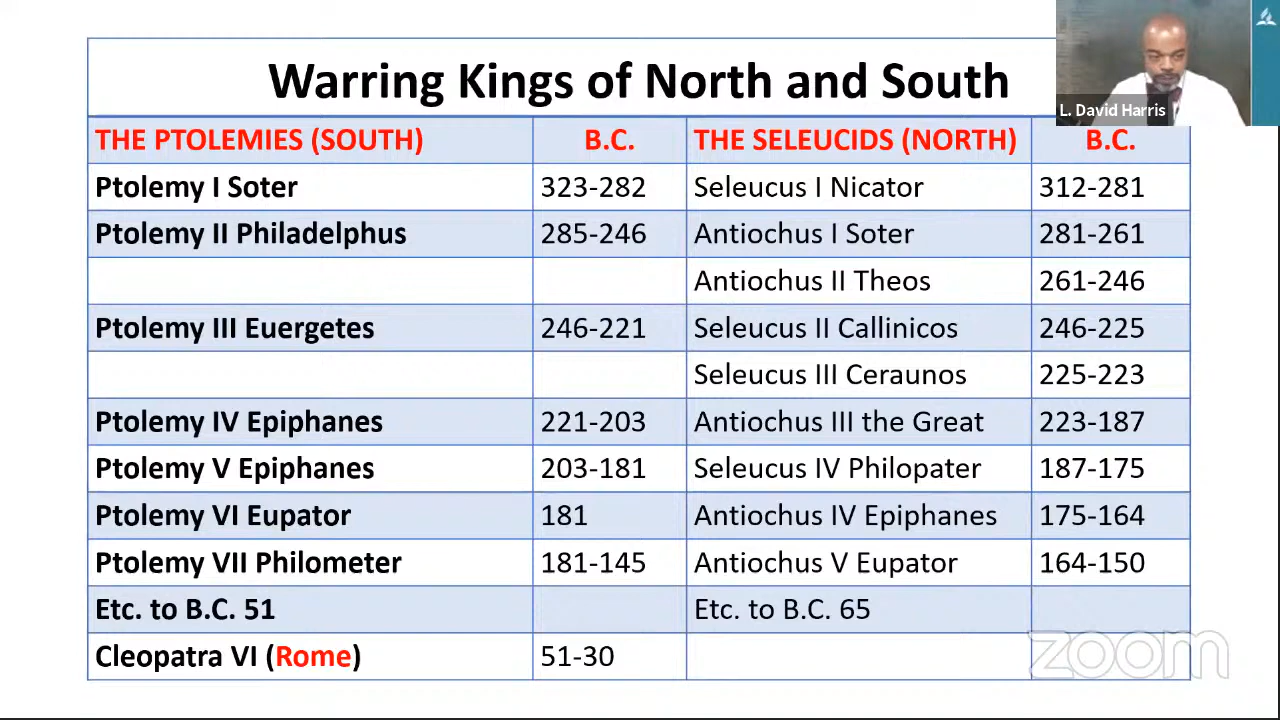 Warring Kings of North and South
L. David Harris
THE PTOLEMIES (SOUTH) B.C. THE SELEUCIDS (NORTH) B.C.
Ptolemy I Soter 323-282 Seleucus I Nicator 312-281
Ptolemy II Philadelphus 285-246 Antiochus I Soter 281-261
Antiochus II Theos 261-246
Ptolemy III Euergetes 246-221 Seleucus II Callinicos 246-225
Seleucus III Ceraunos 225-223
Ptolemy IV Epiphanes 221-203 Antiochus III the Great 223-187
Ptolemy V Epiphanes 203-181 Seleucus IV Philopater 187-175
Ptolemy VI Eupator 181 Antiochus IV Epiphanes 175-164
Ptolemy VII Philometer 181-145 Antiochus V Eupator 164-150
Etc. to B.C. 51 Etc. to B.C. 65
Cleopatra VI (Rome) 51-30
zoom